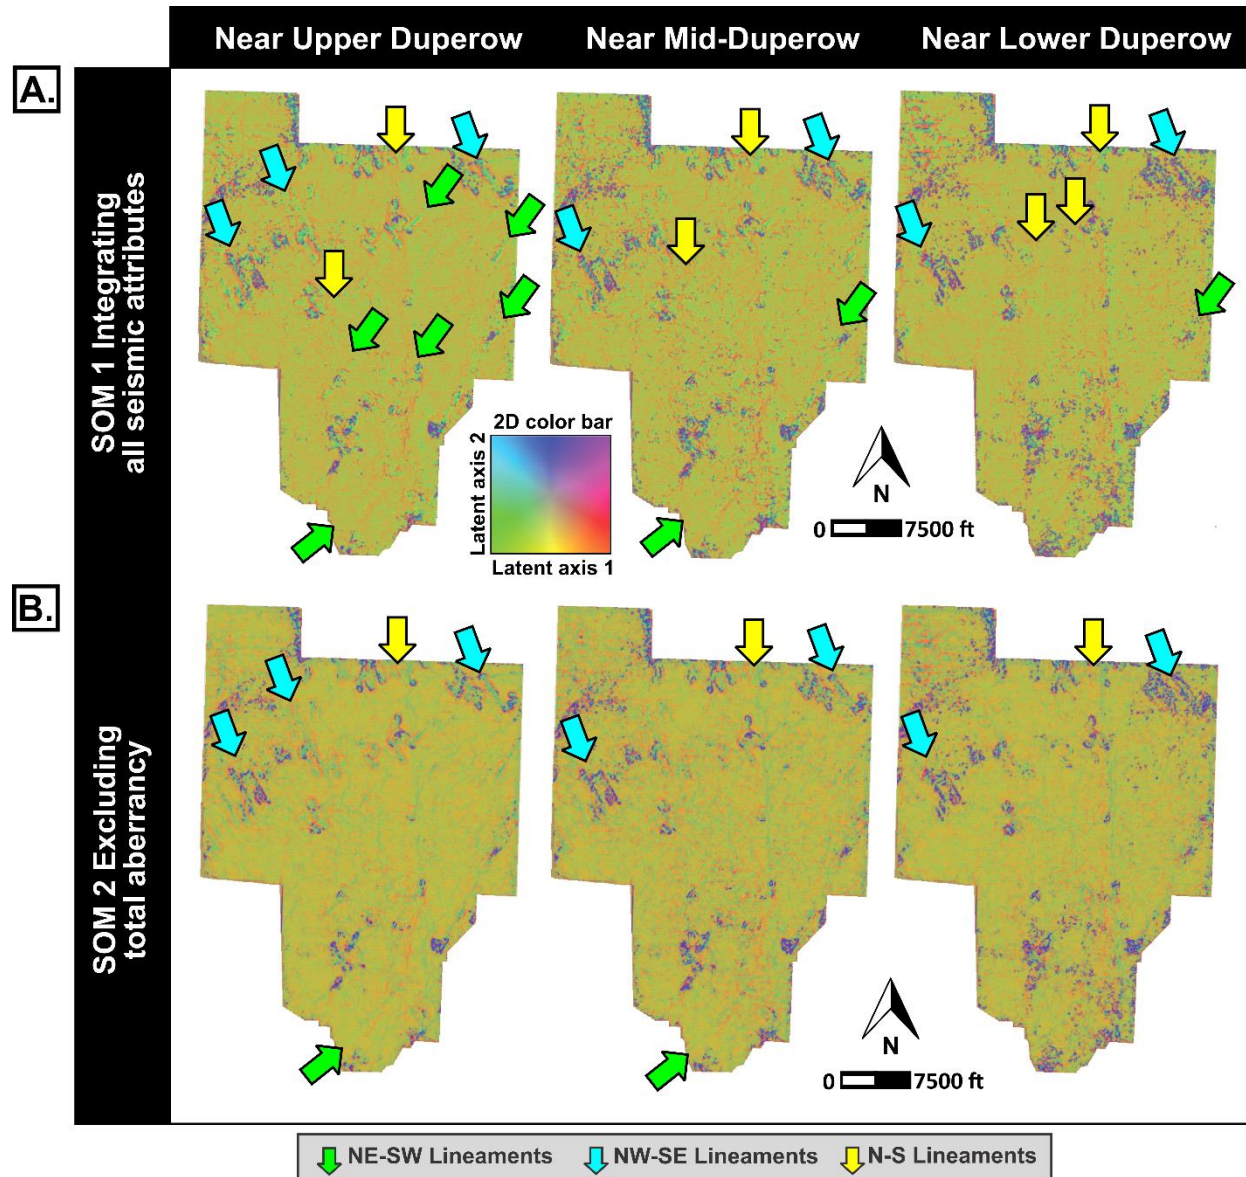 Near Upper Duperow
Near Mid-Duperow
Near Lower Duperow
A.
SOM 1 Integrating
all seismic attributes
2D color bar
Latent axis 2
Latent axis 1
N
0 7500 ft
B.
SOM 2 Excluding
total aberrancy
N
0 7500 ft
NE-SW Lineaments
NW-SE Lineaments
N-S Lineaments